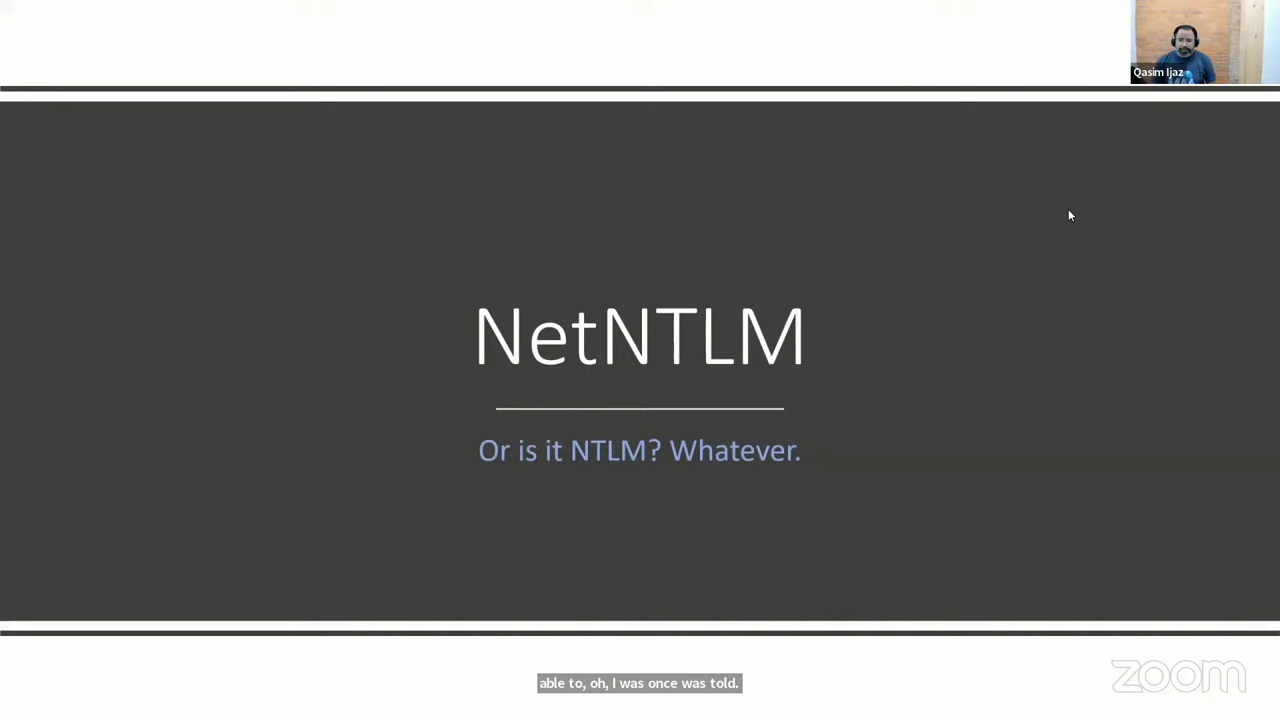 Qasim Ijaz
NetNTLM
Or is it NTLM? Whatever.
able to, oh, I was once was told.
zoom